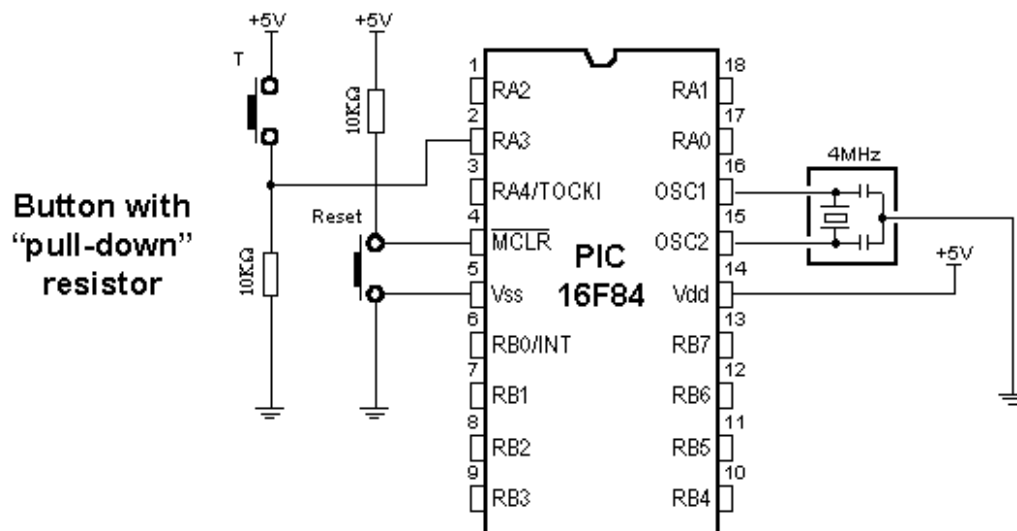 +5V
+5V
T
10KΩ
10KΩ
Button with
“pull-down”
resistor
Reset
PIC
16F84
1
RA2
2
RA3
3
RA4/TOCKI
4
MCLR
5
Vss
6
RB0/INT
7
RB1
8
RB2
9
RB3
18
RA1
17
RA0
16
OSC1
15
OSC2
14
Vdd
13
RB7
12
RB6
11
RB5
10
RB4
4MHz
+5V